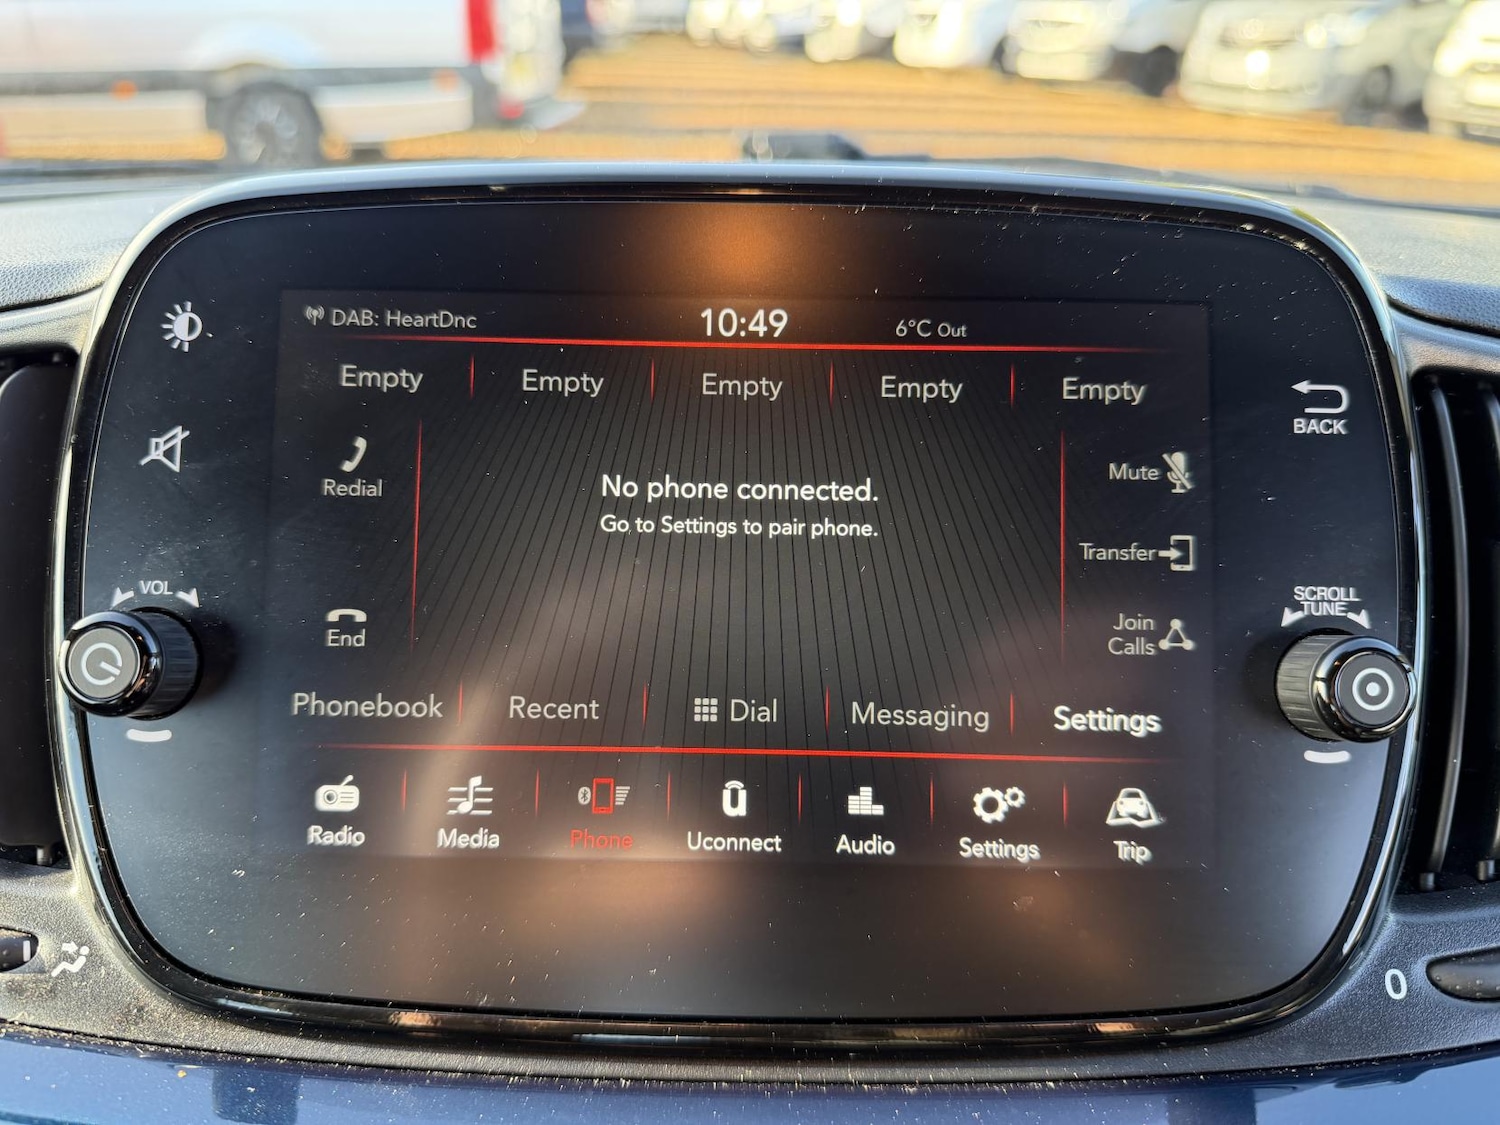 DAB: HeartDnc 10:49 6°C Out
Empty Empty Empty Empty Empty
BACK
Redial
Mute
No phone connected.
Go to Settings to pair phone.
Transfer
VOL
SCROLL
TUNE
End
Join
Calls
Phonebook Recent Dial Messaging Settings
Radio Media Phone Uconnect Audio Settings Trip
0